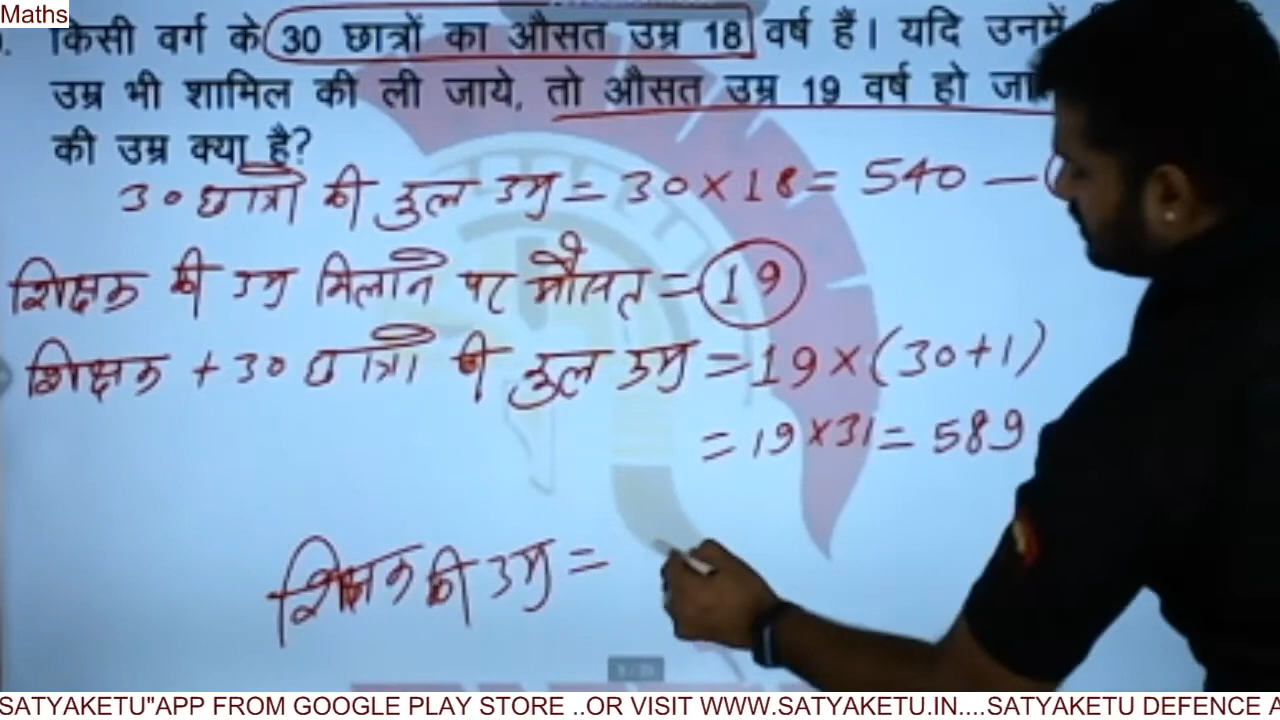 Maths
किसी वर्ग के 30 छात्रों का औसत उम्र 18 वर्ष हैं। यदि उनमें
उम्र भी शामिल की ली जाये, तो औसत उम्र 19 वर्ष हो
की उम्र क्या है?
30 छात्रो की कुल उम्र = 30 × 18 = 540 —
शिक्षक की उम्र मिलाने पर औसत = 19
शिक्षक + 30 छात्रो की कुल उम्र = 19 × (30+1)
= 19 × 31 = 589
शिक्षक की उम्र =
SATYAKETU"APP FROM GOOGLE PLAY STORE ..OR VISIT WWW.SATYAKETU.IN....SATYAKETU DEFENCE